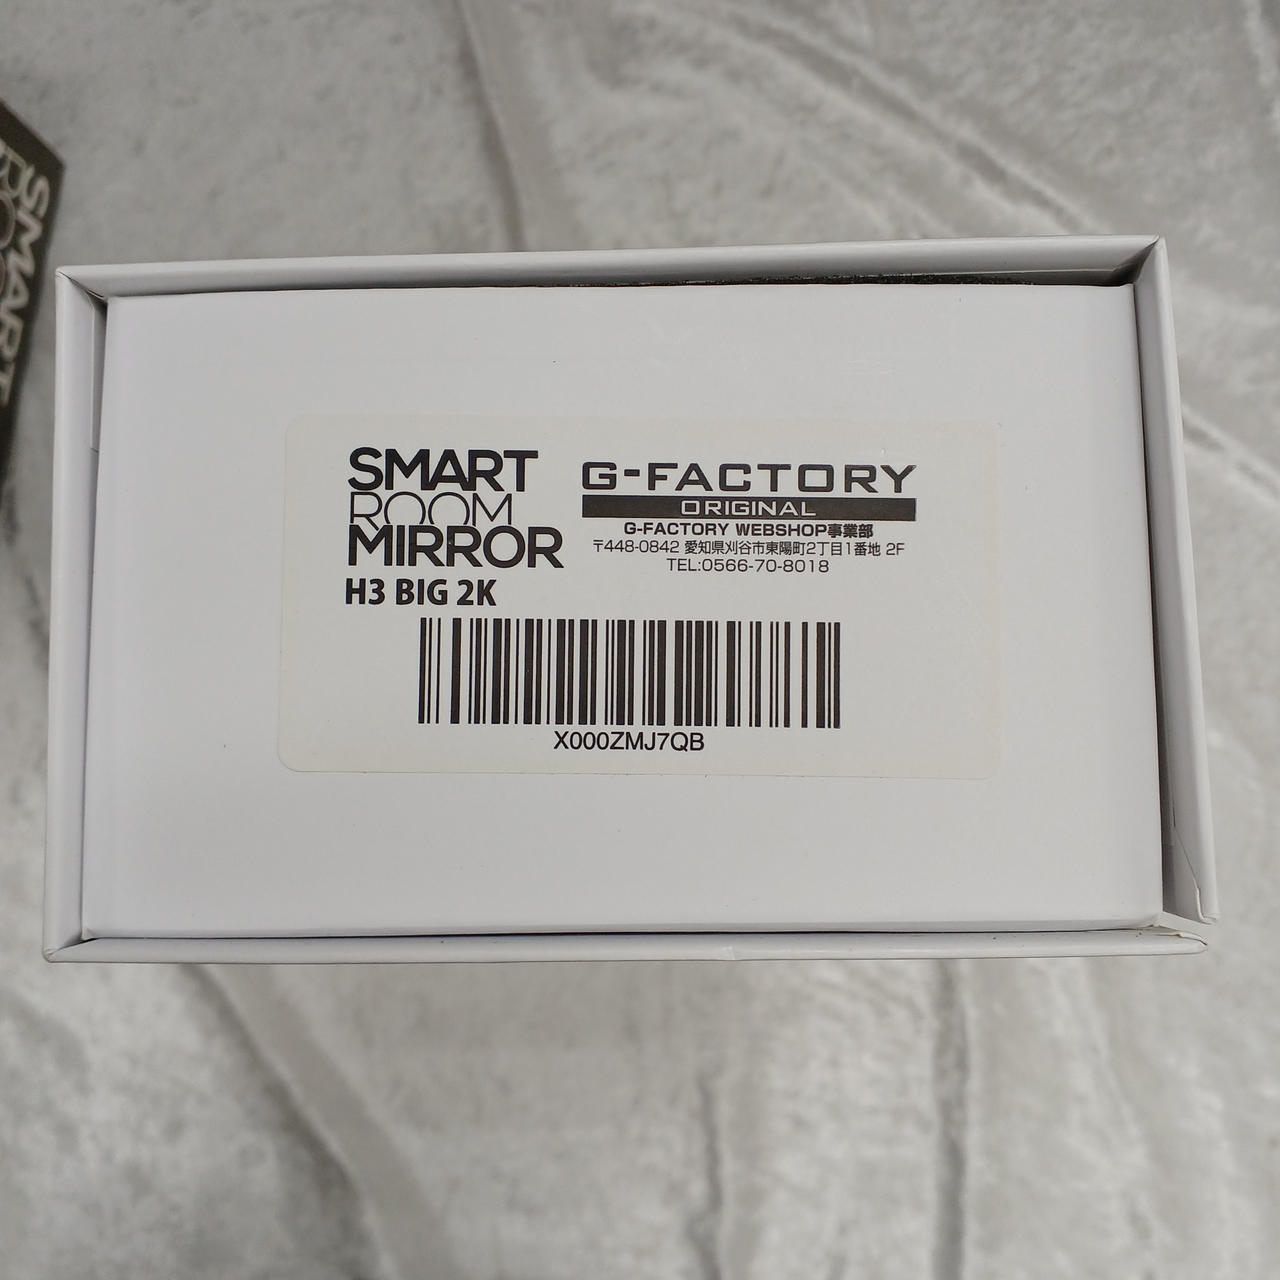 SMART
ROOM
MIRROR
H3 BIG 2K
G-FACTORY
ORIGINAL
G-FACTORY WEBSHOP事業部
〒448-0842 愛知県刈谷市東陽町2丁目1番地 2F
TEL:0566-70-8018
X000ZMJ7QB
SMART